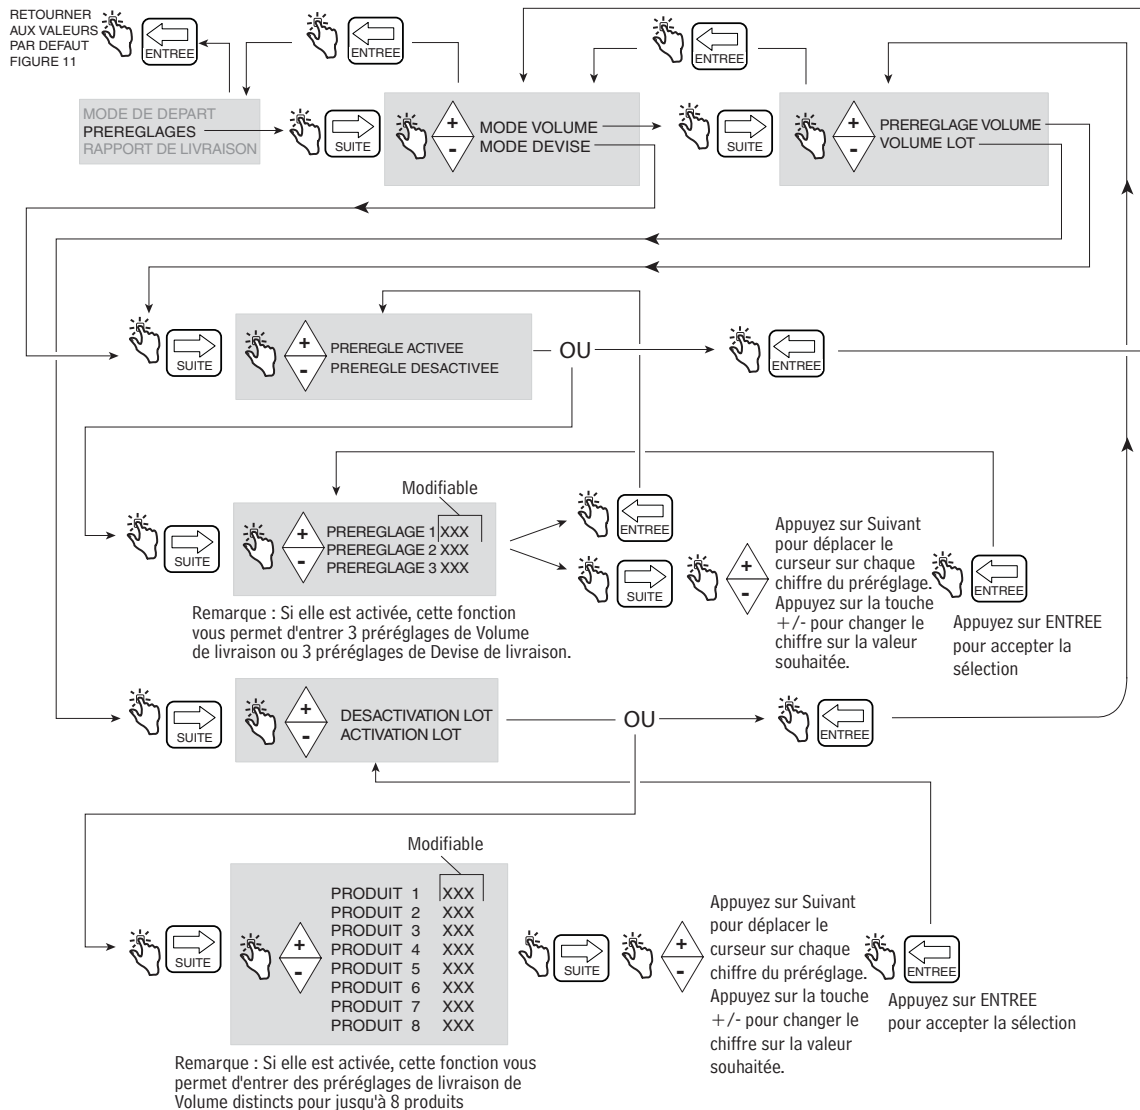 RETOURNER
AUX VALEURS
PAR DEFAUT
FIGURE 11
ENTREE
ENTREE
ENTREE
MODE DE DEPART
PREREGLAGES
RAPPORT DE LIVRAISON
SUITE
+
-
MODE VOLUME
MODE DEVISE
SUITE
+
-
PREREGLAGE VOLUME
VOLUME LOT
SUITE
+
-
PREREGLE ACTIVEE
PREREGLE DESACTIVEE
OU
ENTREE
Modifiable
SUITE
+
-
PREREGLAGE 1 XXX
PREREGLAGE 2 XXX
PREREGLAGE 3 XXX
ENTREE
SUITE
+
-
Appuyez sur Suivant
pour déplacer le
curseur sur chaque
chiffre du préréglage.
Appuyez sur la touche
+/- pour changer le
chiffre sur la valeur
souhaitée.
ENTREE
Appuyez sur ENTREE
pour accepter la
sélection
Remarque : Si elle est activée, cette fonction
vous permet d'entrer 3 préréglages de Volume
de livraison ou 3 préréglages de Devise de livraison.
SUITE
+
-
DESACTIVATION LOT
ACTIVATION LOT
OU
ENTREE
Modifiable
SUITE
+
-
PRODUIT 1 XXX
PRODUIT 2 XXX
PRODUIT 3 XXX
PRODUIT 4 XXX
PRODUIT 5 XXX
PRODUIT 6 XXX
PRODUIT 7 XXX
PRODUIT 8 XXX
SUITE
+
-
Appuyez sur Suivant
pour déplacer le
curseur sur chaque
chiffre du préréglage.
Appuyez sur la touche
+/- pour changer le
chiffre sur la valeur
souhaitée.
ENTREE
Appuyez sur ENTREE
pour accepter la sélection
Remarque : Si elle est activée, cette fonction vous
permet d'entrer des préréglages de livraison de
Volume distincts pour jusqu'à 8 produits